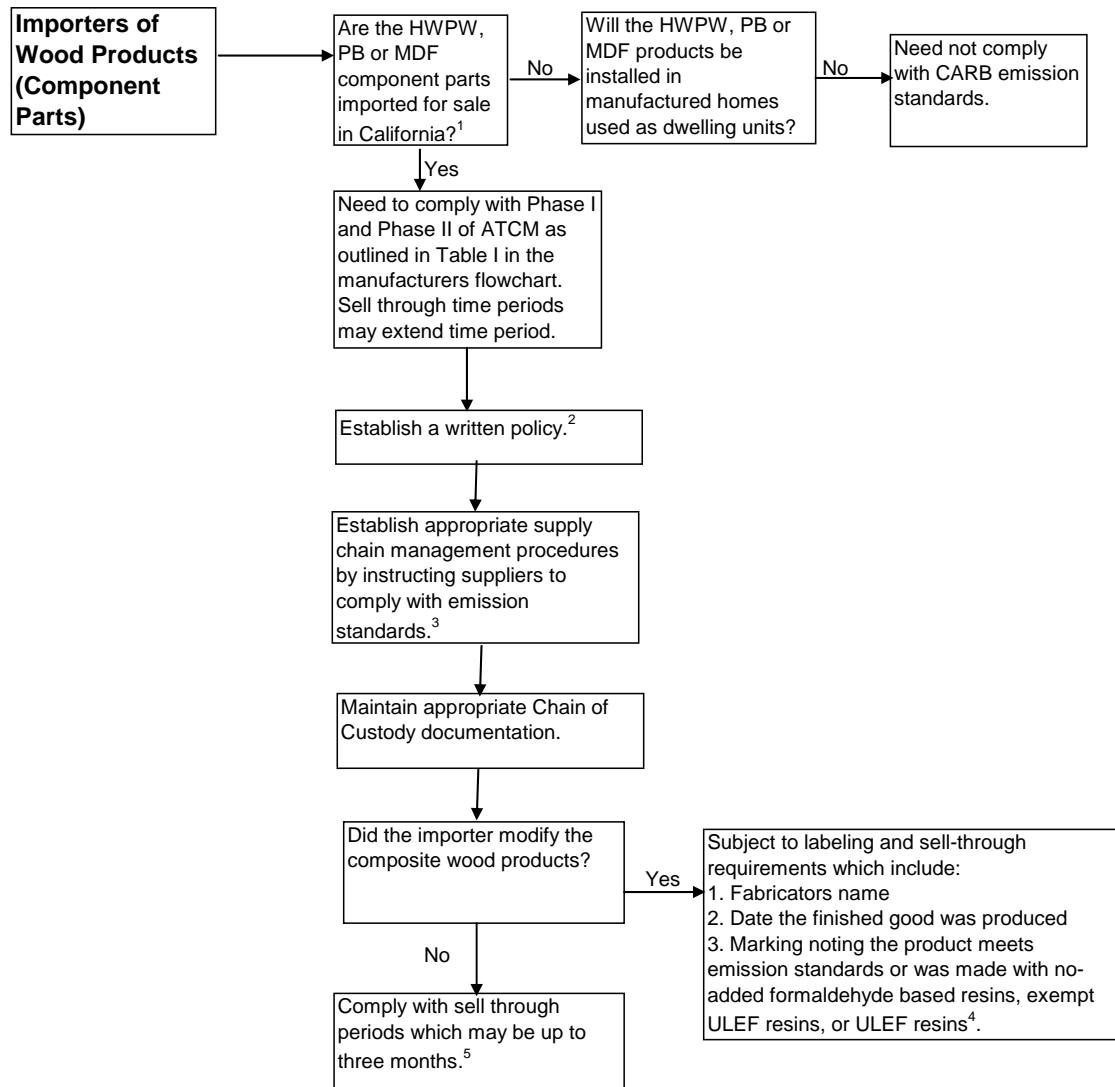 Importers of
Wood Products
(Component
Parts)
Are the HWPW,
PB or MDF
component parts
imported for sale
in California?1
No
Will the HWPW, PB or
MDF products be
installed in
manufactured homes
used as dwelling units?
No
Need not comply
with CARB emission
standards.
Yes
Need to comply with Phase I
and Phase II of ATCM as
outlined in Table I in the
manufacturers flowchart.
Sell through time periods
may extend time period.
Establish a written policy.2
Establish appropriate supply
chain management procedures
by instructing suppliers to
comply with emission
standards.3
Maintain appropriate Chain of
Custody documentation.
Did the importer modify the
composite wood products?
Yes
Subject to labeling and sell-through
requirements which include:
1. Fabricators name
2. Date the finished good was produced
3. Marking noting the product meets
emission standards or was made with no-
added formaldehyde based resins, exempt
ULEF resins, or ULEF resins4.
No
Comply with sell through
periods which may be up to
three months.5